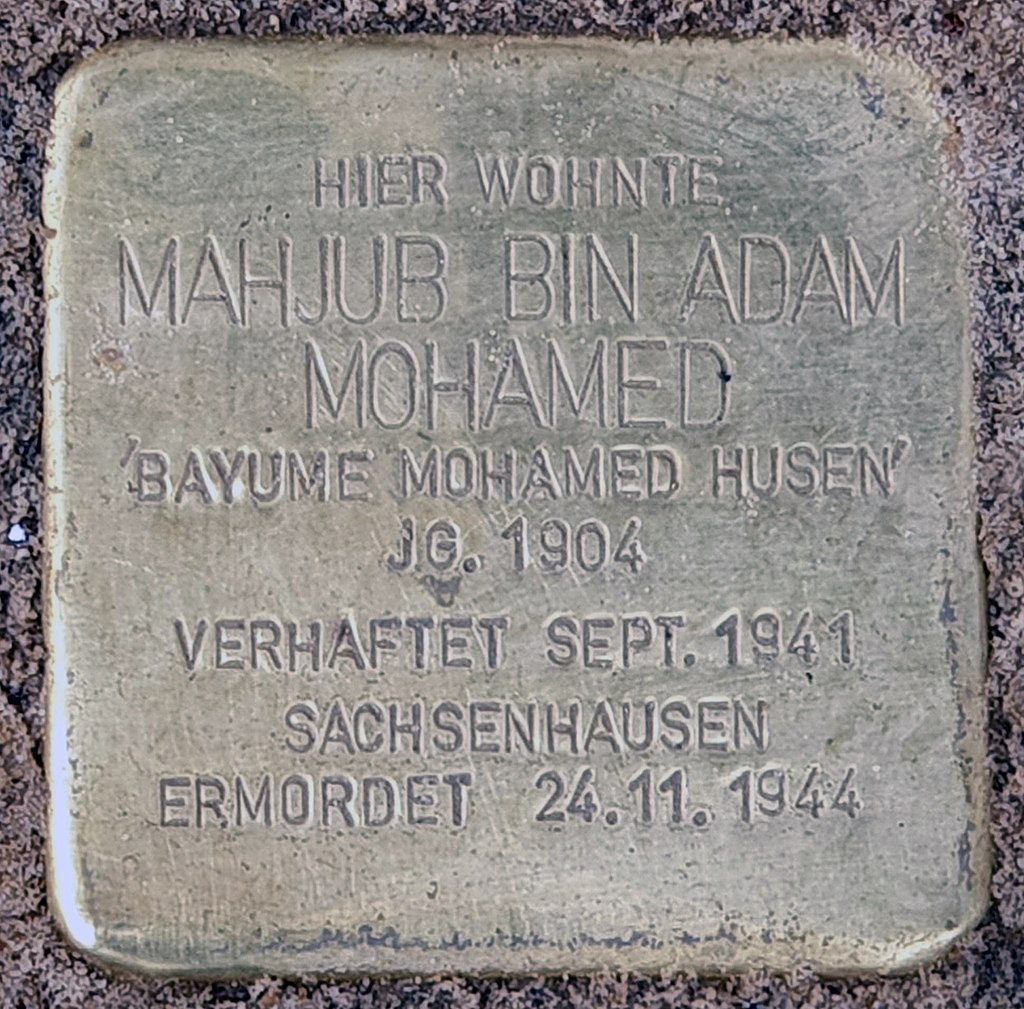 HIER WOHNTE
MAHJUB BIN ADAM
MOHAMED
'BAYUME MOHAMED HUSEN'
JG. 1904
VERHAFTET SEPT. 1941
SACHSENHAUSEN
ERMORDET 24.11.1944